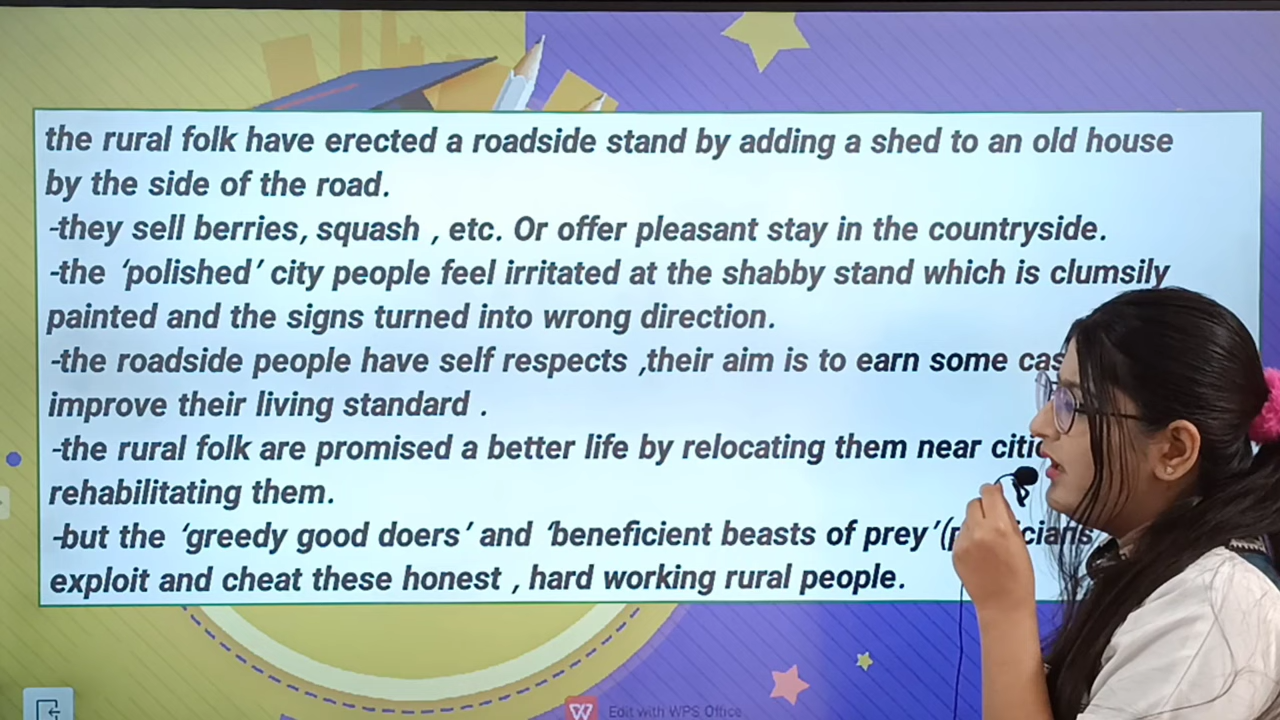 the rural folk have erected a roadside stand by adding a shed to an old house
by the side of the road.
-they sell berries, squash , etc. Or offer pleasant stay in the countryside.
-the ‘polished’ city people feel irritated at the shabby stand which is clumsily
painted and the signs turned into wrong direction.
-the roadside people have self respects ,their aim is to earn some
improve their living standard .
-the rural folk are promised a better life by relocating them near
rehabilitating them.
-but the ‘greedy good doers’ and ‘beneficient beasts of prey’
exploit and cheat these honest , hard working rural people.
Edit with WPS Office